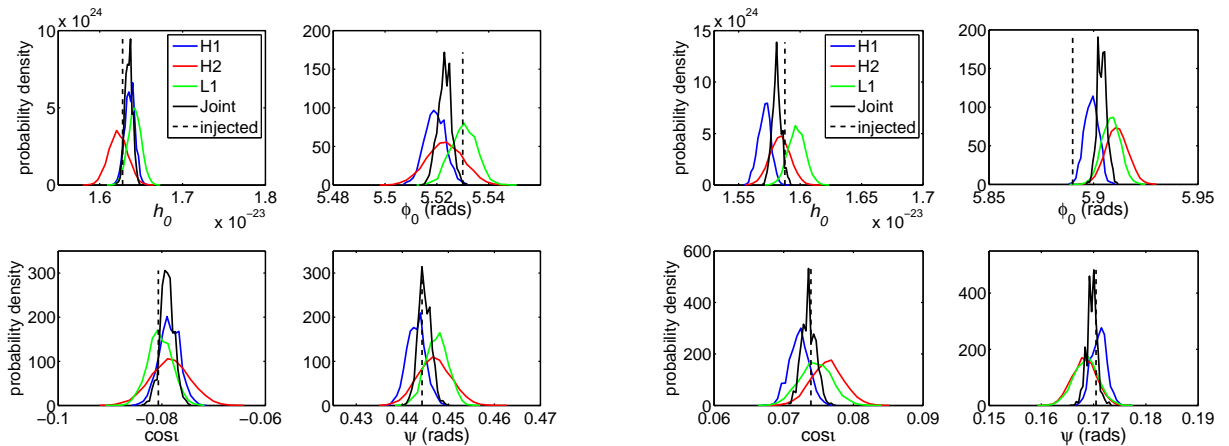 x 10^24
H1
H2
L1
Joint
injected
probability density
10
5
0
1.6
1.7
1.8
h_0
x 10^-23
200
150
100
50
0
5.48
5.5
5.52
5.54
ϕ_0 (rads)
probability density
300
200
100
0
−0.1
−0.08
−0.06
cosι
300
200
100
0
0.43
0.44
0.45
0.46
0.47
ψ (rads)
x 10^24
H1
H2
L1
Joint
injected
probability density
15
10
5
0
1.55
1.6
1.65
1.7
h_0
x 10^-23
200
150
100
50
0
5.85
5.9
5.95
ϕ_0 (rads)
probability density
600
400
200
0
0.06
0.07
0.08
0.09
cosι
400
200
0
0.15
0.16
0.17
0.18
0.19
ψ (rads)